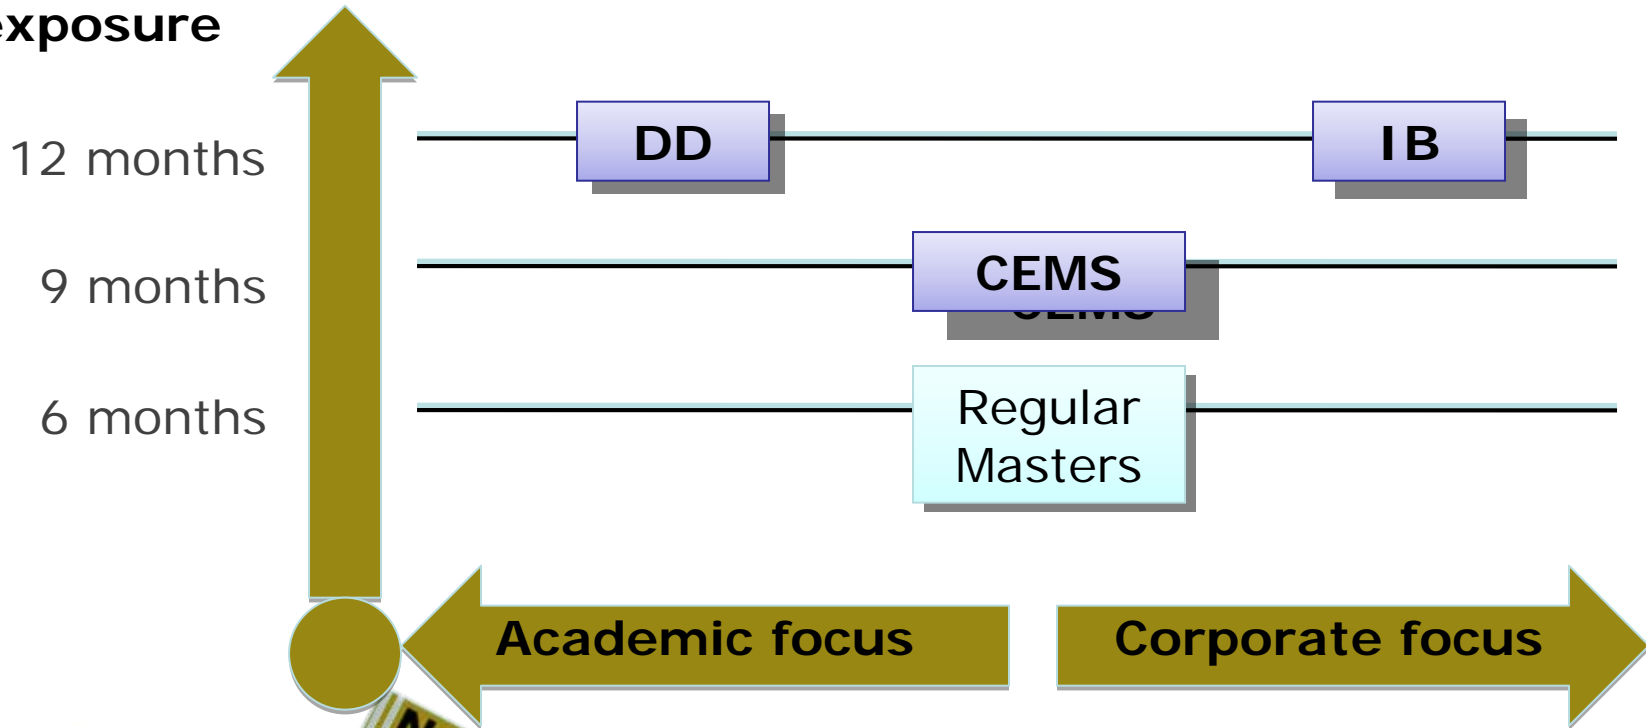 exposure
12 months
DD
IB
9 months
CEMS
6 months
Regular
Masters
Academic focus
Corporate focus